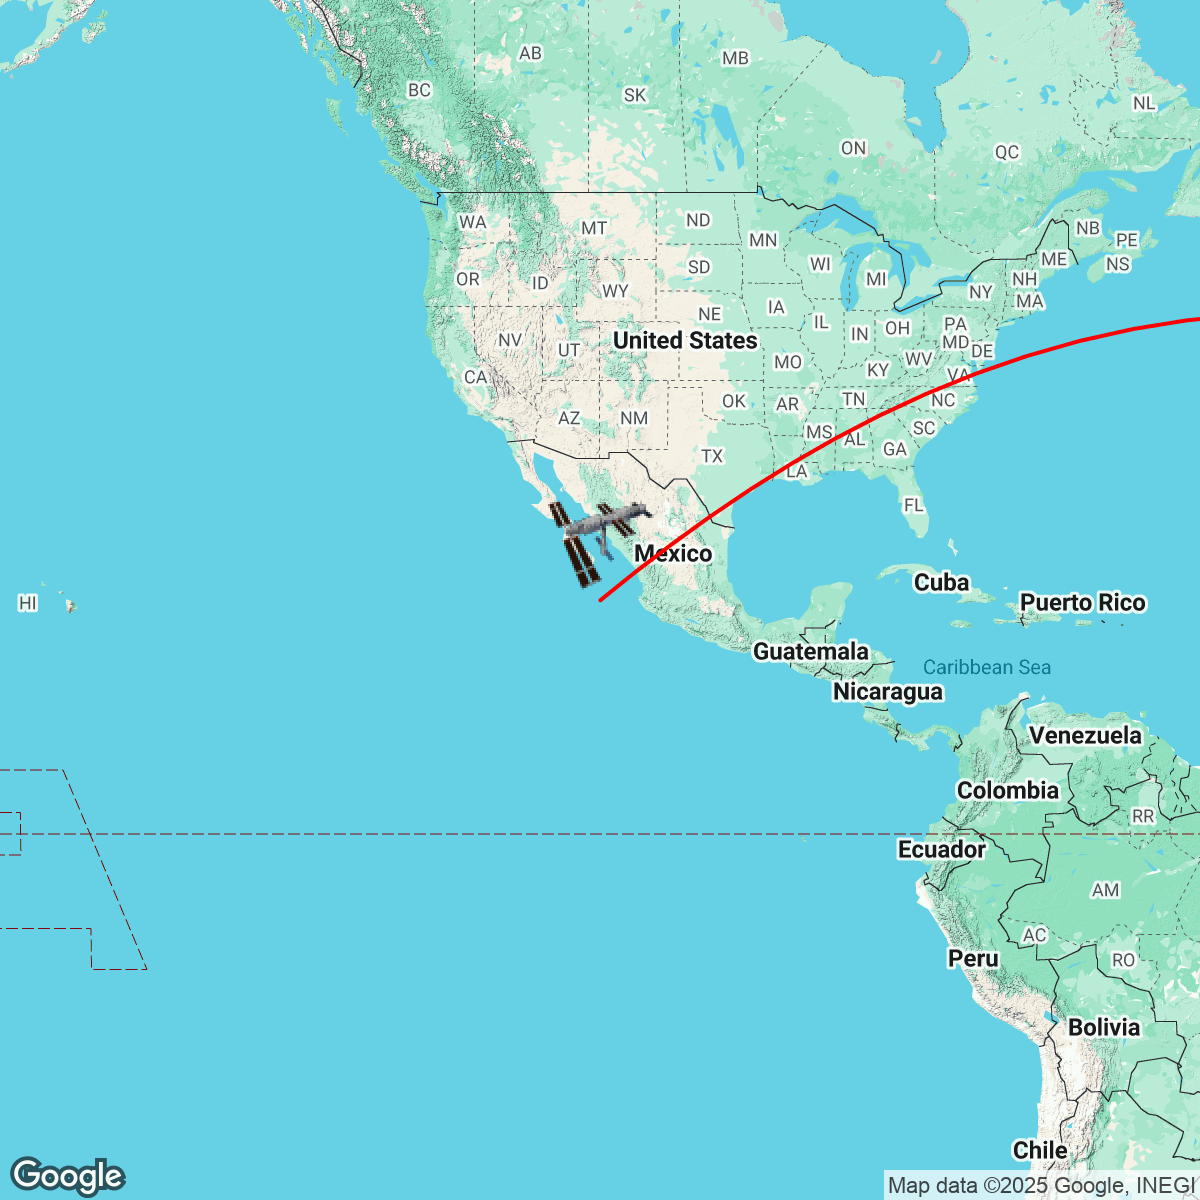 AB
MB
BC
SK
NL
ON
QC
WA
MT
ND
MN
NB
PE
OR
ID
SD
WI
MI
ME
NS
WY
NH
NY
MA
NV
NE
IA
IL
IN
OH
PA
United States
UT
MD
DE
MO
WV
KY
VA
CA
OK
AR
TN
NC
AZ
NM
MS
AL
SC
GA
TX
LA
FL
Mexico
Cuba
HI
Puerto Rico
Guatemala
Caribbean Sea
Nicaragua
Venezuela
Colombia
RR
Ecuador
AM
AC
Peru
RO
Bolivia
Chile
Google
Map data ©2025 Google, INEGI